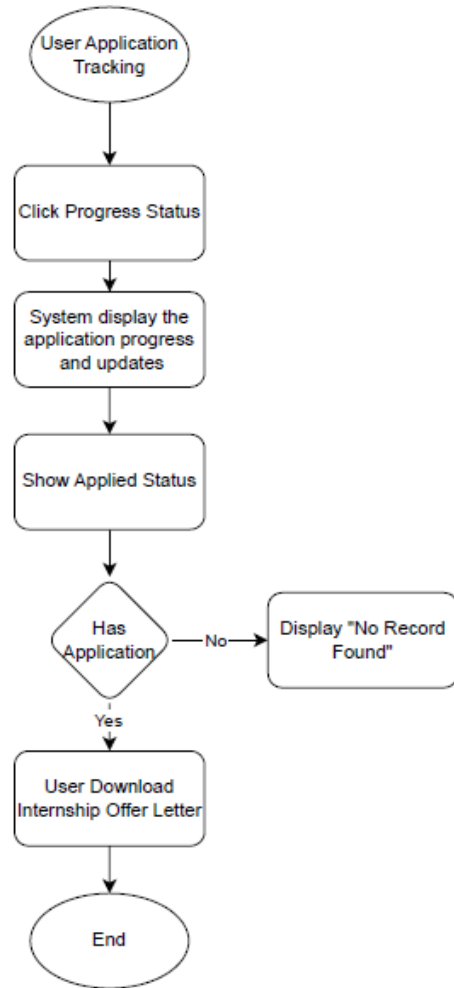 User Application
Tracking
Click Progress Status
System display the
application progress
and updates
Show Applied Status
Has
Application
No
Display "No Record
Found"
Yes
User Download
Internship Offer Letter
End